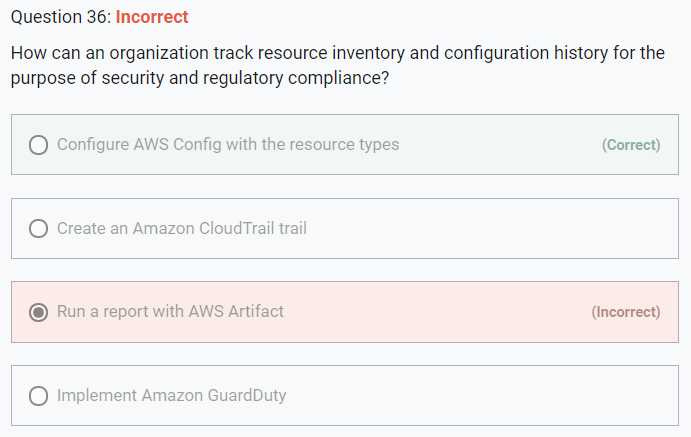 Question 36: Incorrect
How can an organization track resource inventory and configuration history for the
purpose of security and regulatory compliance?
Configure AWS Config with the resource types (Correct)
Create an Amazon CloudTrail trail
Run a report with AWS Artifact (Incorrect)
Implement Amazon GuardDuty